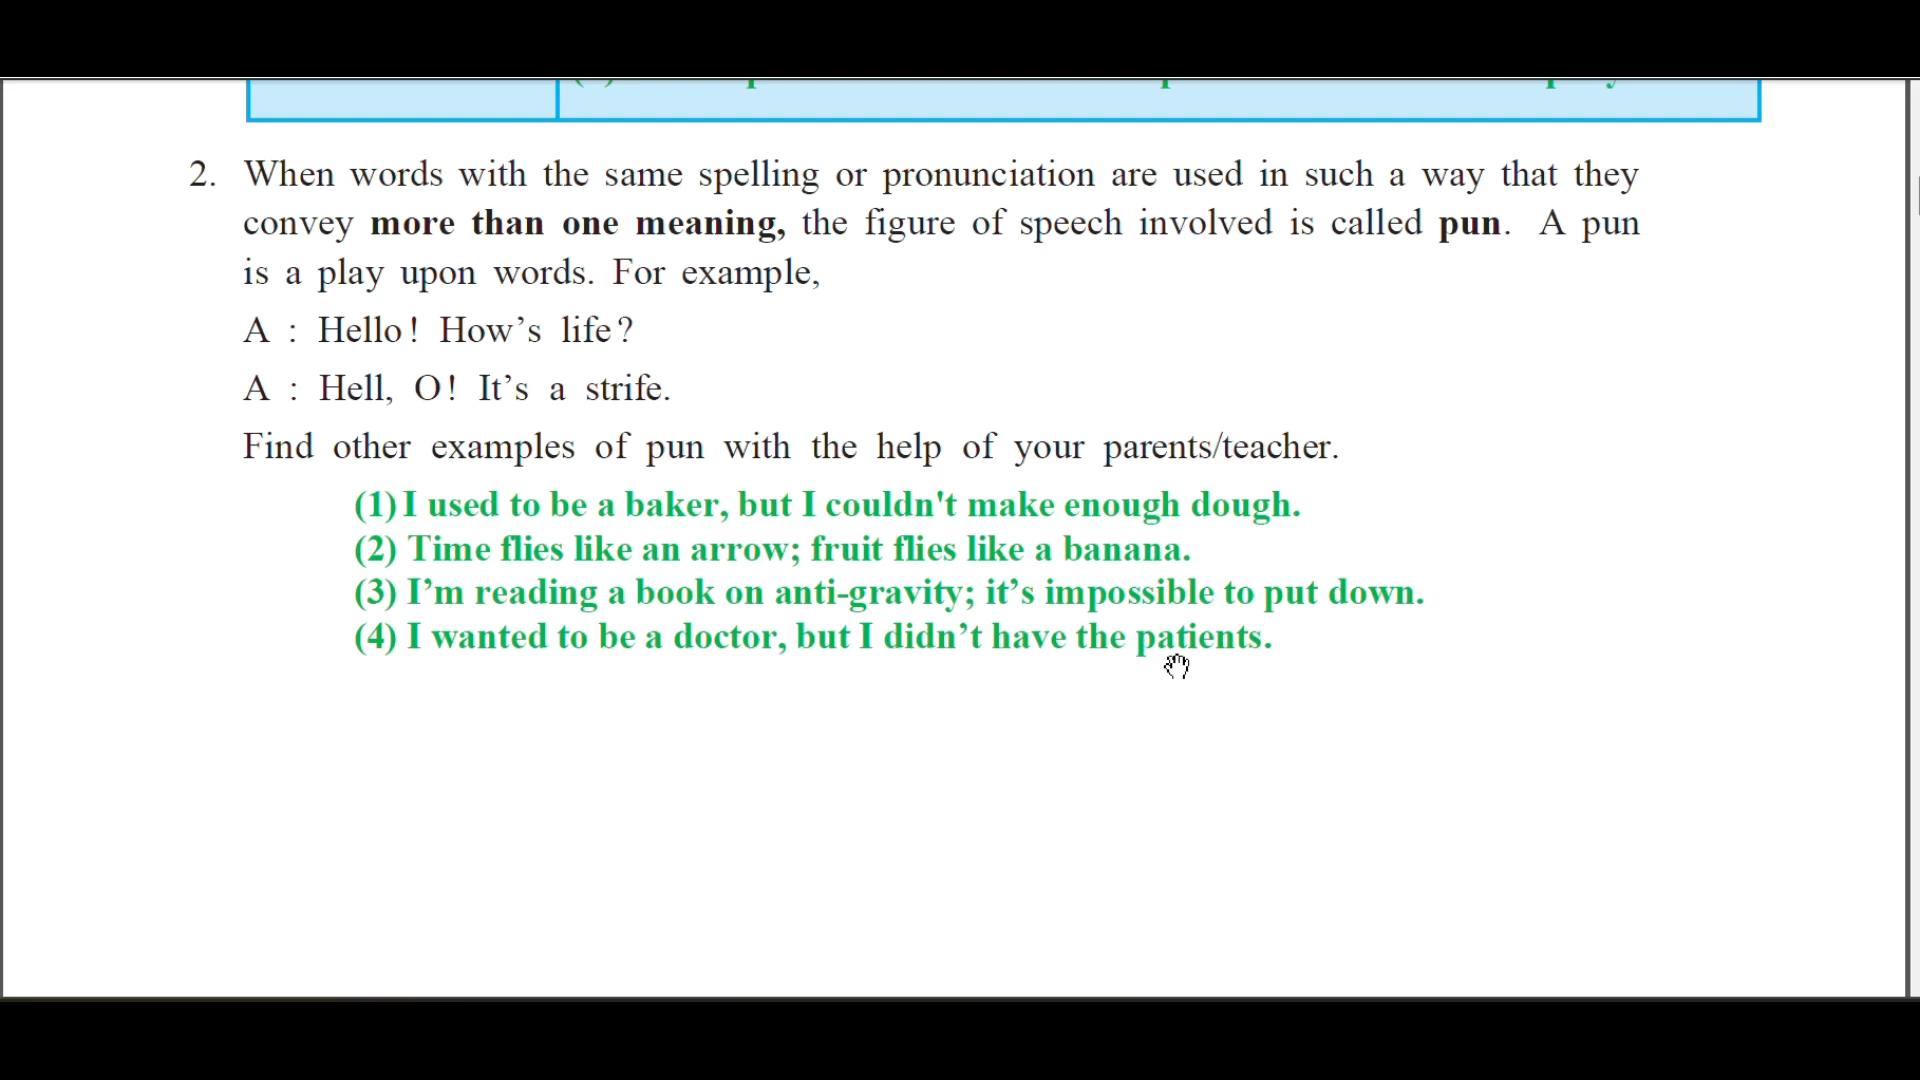 2. When words with the same spelling or pronunciation are used in such a way that they
convey more than one meaning, the figure of speech involved is called pun. A pun
is a play upon words. For example,
A : Hello! How’s life?
A : Hell, O! It’s a strife.
Find other examples of pun with the help of your parents/teacher.
(1) I used to be a baker, but I couldn't make enough dough.
(2) Time flies like an arrow; fruit flies like a banana.
(3) I’m reading a book on anti-gravity; it’s impossible to put down.
(4) I wanted to be a doctor, but I didn’t have the patients.